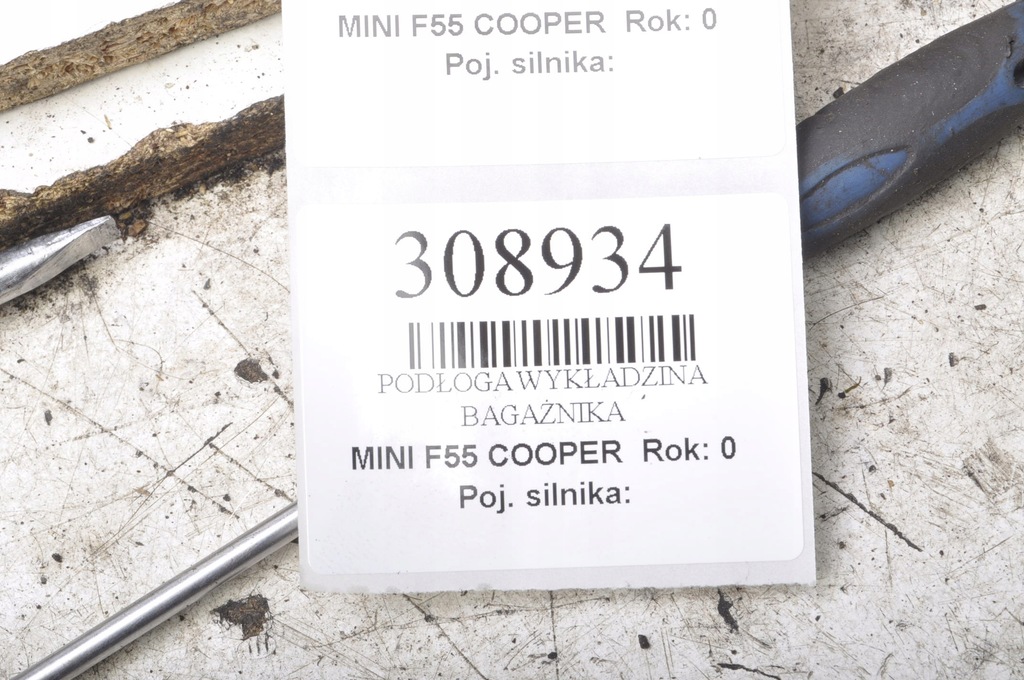 MINI F55 COOPER Rok: 0
Poj. silnika:
308934
PODŁOGA WYKŁADZINA
BAGAŻNIKA
MINI F55 COOPER Rok: 0
Poj. silnika: